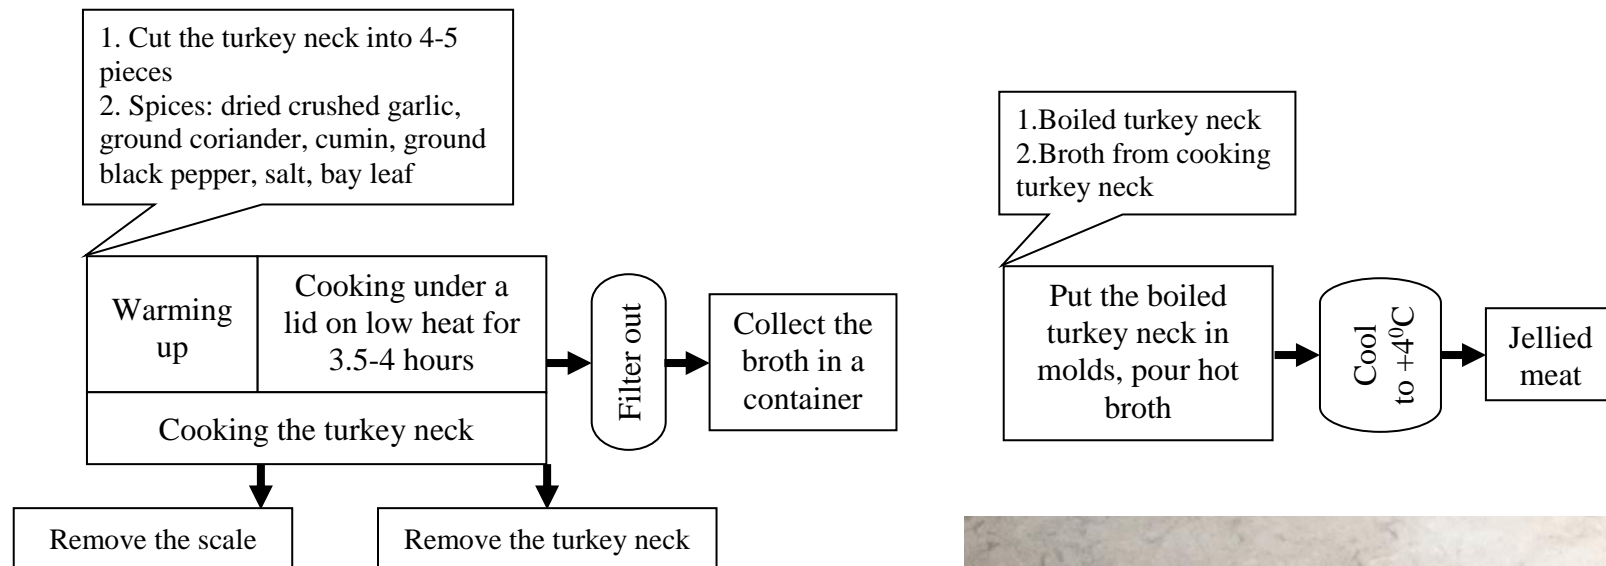 1. Cut the turkey neck into 4-5
pieces
2. Spices: dried crushed garlic,
ground coriander, cumin, ground
black pepper, salt, bay leaf
Warming
up
Cooking under a
lid on low heat for
3.5-4 hours
Cooking the turkey neck
Filter out
Collect the
broth in a
container
Remove the scale
Remove the turkey neck
1.Boiled turkey neck
2.Broth from cooking
turkey neck
Put the boiled
turkey neck in
molds, pour hot
broth
Cool
to +4⁰C
Jellied
meat